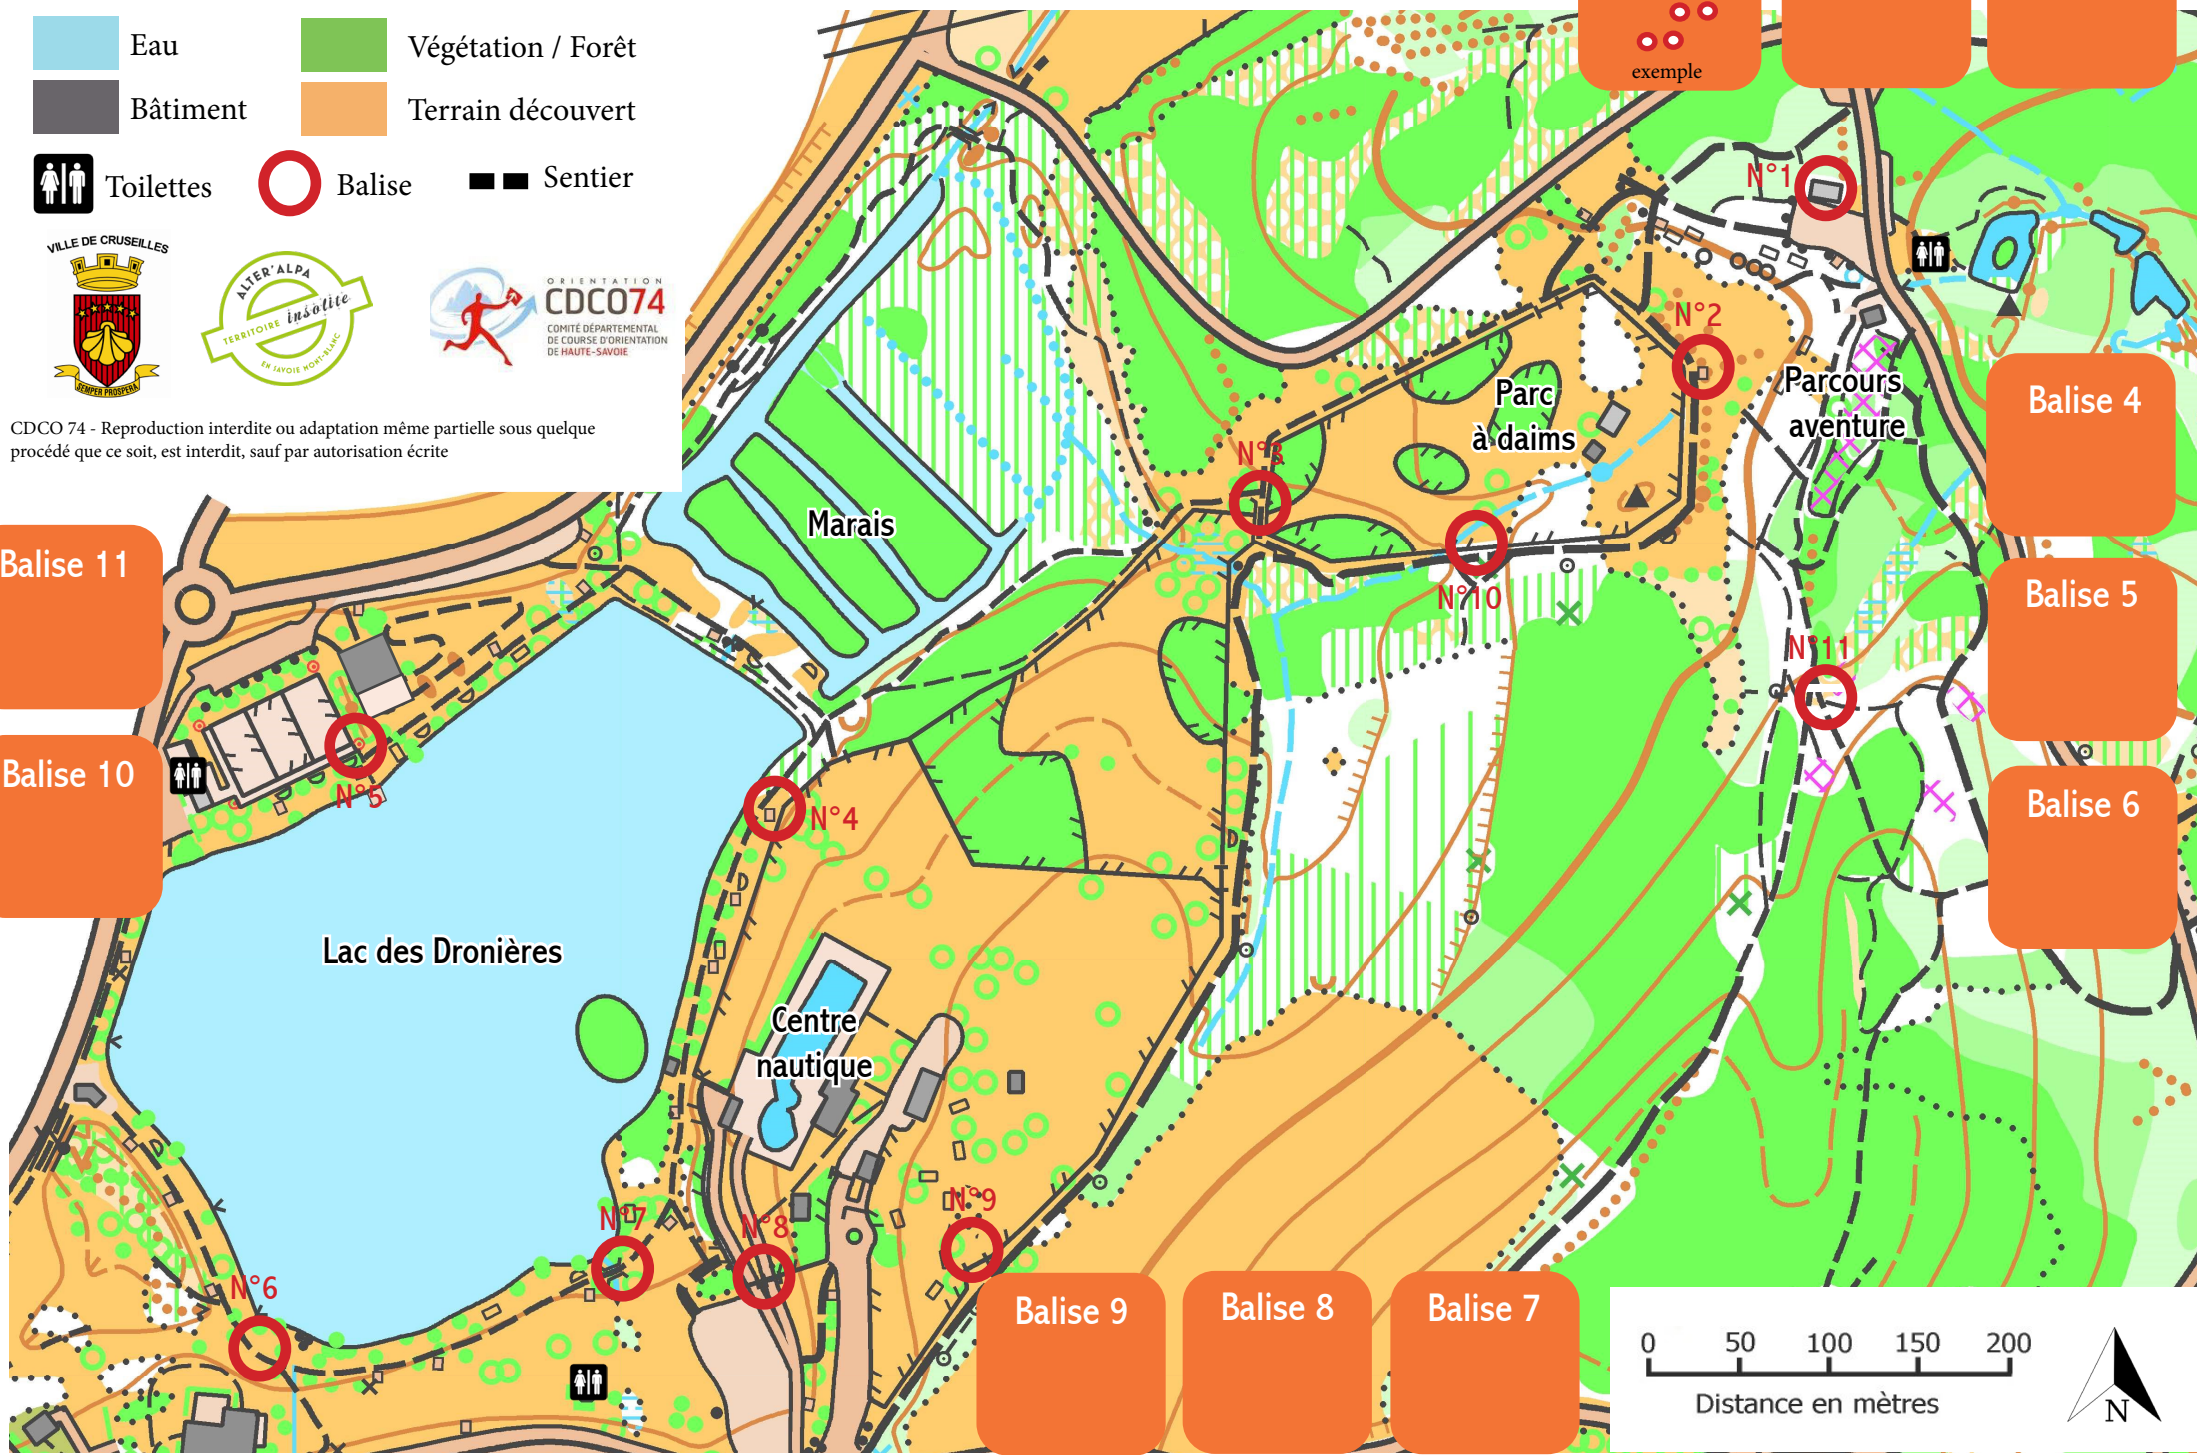 Eau
Végétation / Forêt
Bâtiment
Terrain découvert
Toilettes
Balise
Sentier
VILLE DE CRUSEILLES
SEMPER PROSPERA
ALTER'ALPA
TERRITOIRE insolite
EN SAVOIE MONT-BLANC
ORIENTATION
CDCO74
COMITÉ DÉPARTEMENTAL
DE COURSE D'ORIENTATION
DE HAUTE-SAVOIE
CDCO 74 - Reproduction interdite ou adaptation même partielle sous quelque
procédé que ce soit, est interdit, sauf par autorisation écrite
exemple
N°1
N°2
Parc
à daims
Parcours
aventure
Balise 4
N°3
Marais
Balise 11
N°10
Balise 5
N°11
Balise 10
N°5
N°4
Balise 6
Lac des Dronières
Centre
nautique
N°9
N°7
N°8
N°6
Balise 9
Balise 8
Balise 7
0 50 100 150 200
Distance en mètres
N